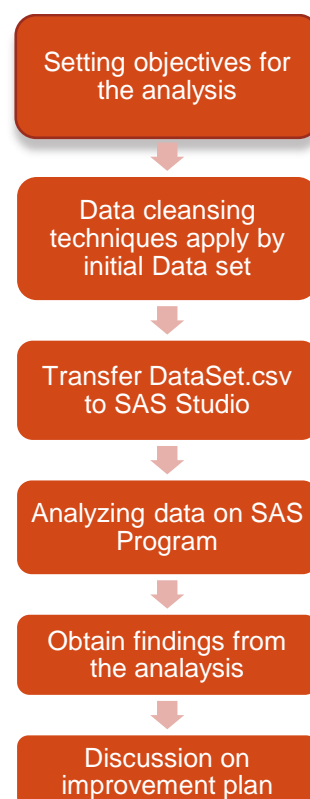 Setting objectives for
the analysis
Data cleansing
techniques apply by
initial Data set
Transfer DataSet.csv
to SAS Studio
Analyzing data on SAS
Program
Obtain findings from
the analaysis
Discussion on
improvement plan